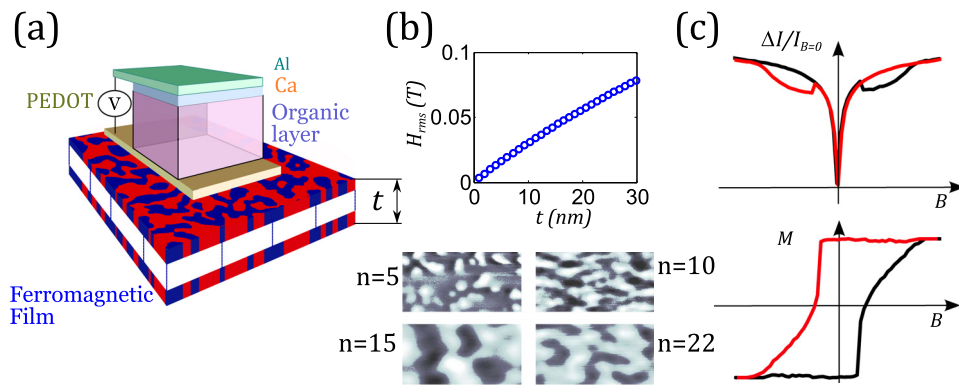 (a)
Al
Ca
PEDOT
V
Organic
layer
t
Ferromagnetic
Film
(b)
0.1
0.05
0
H_rms (T)
0 10 20 30
t (nm)
n=5
n=10
n=15
n=22
(c)
ΔI/I_{B=0}
B
M
B